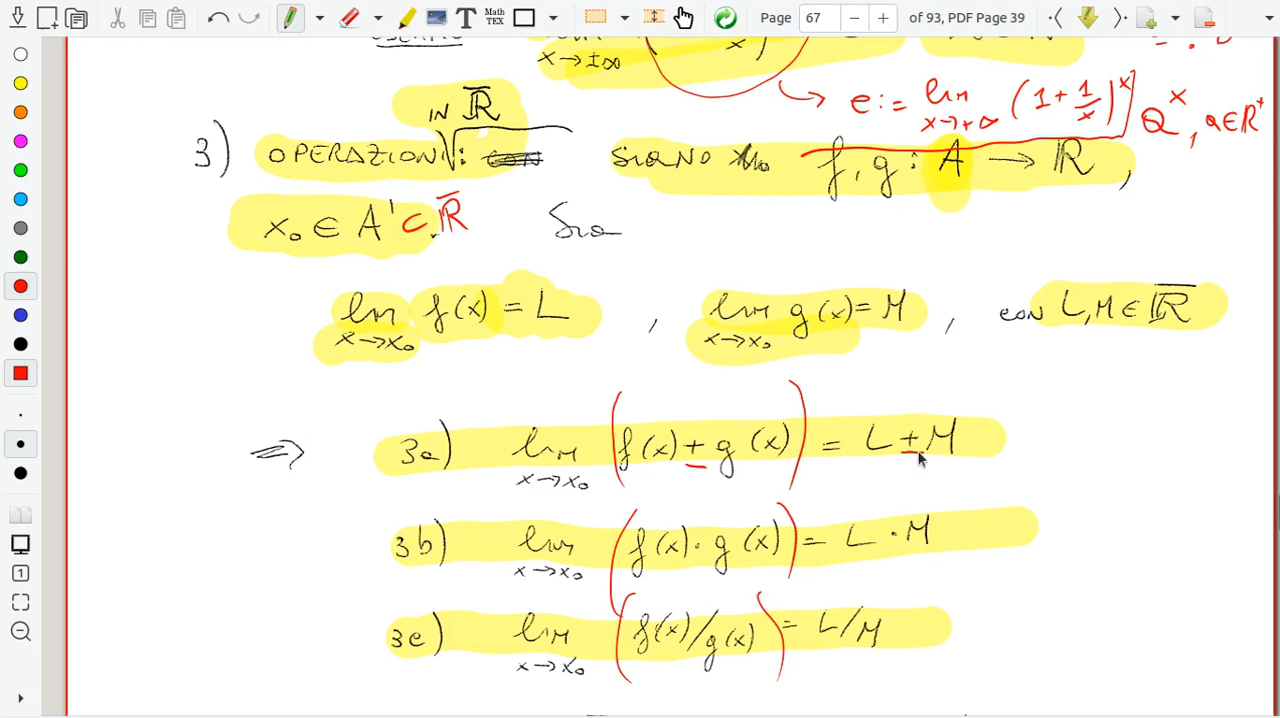 Page 67 of 93, PDF Page 39
x→±∞ x
e := lim x→+∞ (1 + 1/x)^x
a^x, a∈R⁺
IN R̅
3) OPERAZIONI : SIANO f, g : A → R,
x₀ ∈ A' ⊂ R̅. Sia
lim x→x₀ f(x) = L , lim x→x₀ g(x) = M , CON L, M ∈ R̅
⇒ 3a) lim x→x₀ (f(x) + g(x)) = L + M
3b) lim x→x₀ (f(x) · g(x)) = L · M
3c) lim x→x₀ (f(x)/g(x)) = L/M